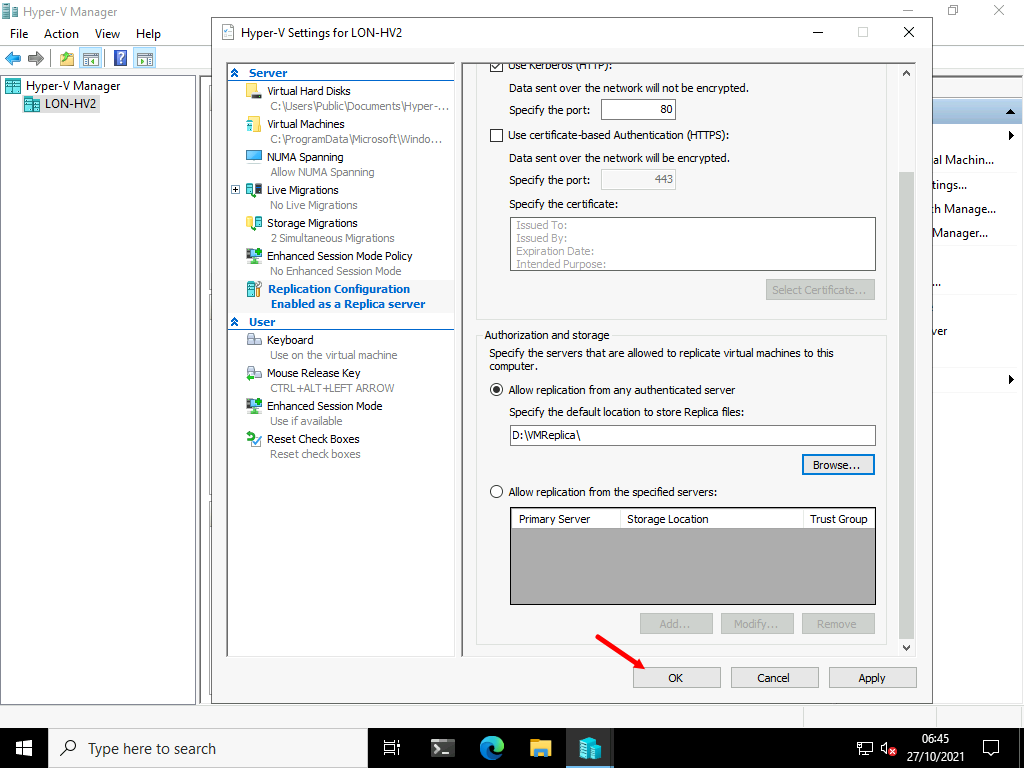 Hyper-V Manager
File Action View Help
Hyper-V Manager
LON-HV2
Hyper-V Settings for LON-HV2
Server
Virtual Hard Disks
C:\Users\Public\Documents\Hyper-...
Virtual Machines
C:\ProgramData\Microsoft\Windo...
NUMA Spanning
Allow NUMA Spanning
Live Migrations
No Live Migrations
Storage Migrations
2 Simultaneous Migrations
Enhanced Session Mode Policy
No Enhanced Session Mode
Replication Configuration
Enabled as a Replica server
User
Keyboard
Use on the virtual machine
Mouse Release Key
CTRL+ALT+LEFT ARROW
Enhanced Session Mode
Use if available
Reset Check Boxes
Reset check boxes
Use Kerberos (HTTP):
Data sent over the network will not be encrypted.
Specify the port: 80
Use certificate-based Authentication (HTTPS):
Data sent over the network will be encrypted.
Specify the port: 443
Specify the certificate:
Issued To:
Issued By:
Expiration Date:
Intended Purpose:
Select Certificate...
Authorization and storage
Specify the servers that are allowed to replicate virtual machines to this
computer.
Allow replication from any authenticated server
Specify the default location to store Replica files:
D:\VMReplica\
Browse...
Allow replication from the specified servers:
Primary Server Storage Location Trust Group
Add... Modify... Remove
OK Cancel Apply
al Machin...
tings...
h Manage...
Manager...
...
ver
Type here to search
06:45
27/10/2021